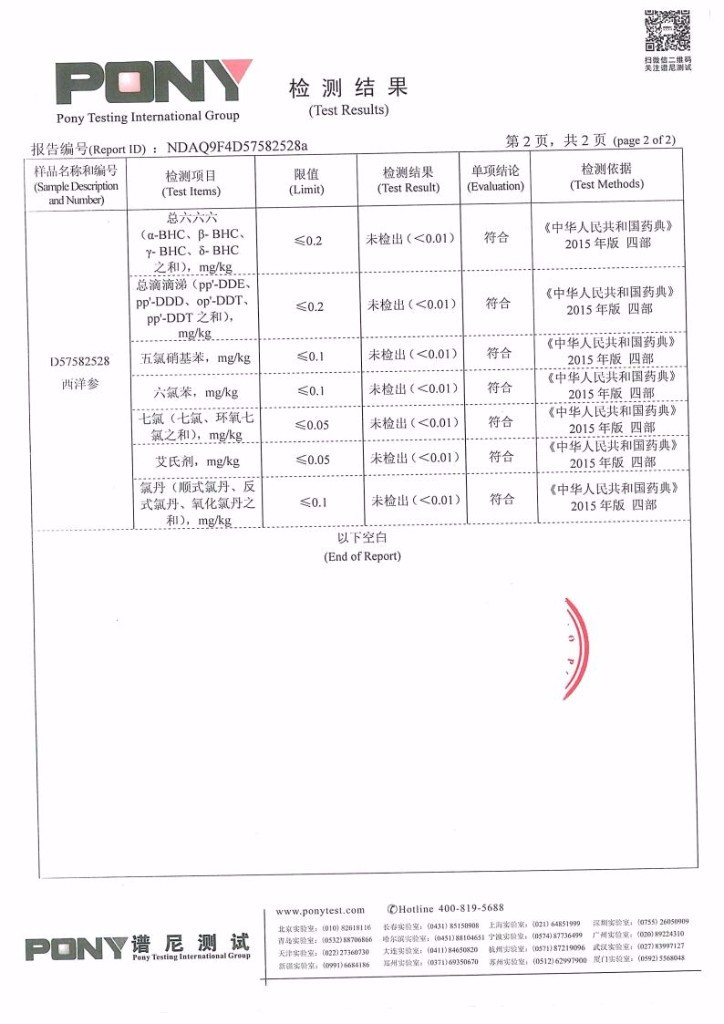 扫微信二维码
关注谱尼测试
PONY
Pony Testing International Group
检测结果
(Test Results)
报告编号(Report ID) : NDAQ9F4D57582528a
第 2 页, 共 2 页 (page 2 of 2)
样品名称和编号
(Sample Description
and Number)
检测项目
(Test Items)
限值
(Limit)
检测结果
(Test Result)
单项结论
(Evaluation)
检测依据
(Test Methods)
D57582528
西洋参
总六六六
(α-BHC、β- BHC、
γ- BHC、δ- BHC
之和), mg/kg
≤0.2
未检出 (<0.01)
符合
《中华人民共和国药典》
2015 年版 四部
总滴滴涕 (pp'-DDE、
pp'-DDD、op'-DDT、
pp'-DDT 之和),
mg/kg
≤0.2
未检出 (<0.01)
符合
《中华人民共和国药典》
2015 年版 四部
五氯硝基苯, mg/kg
≤0.1
未检出 (<0.01)
符合
《中华人民共和国药典》
2015 年版 四部
六氯苯, mg/kg
≤0.1
未检出 (<0.01)
符合
《中华人民共和国药典》
2015 年版 四部
七氯 (七氯、环氧七
氯之和), mg/kg
≤0.05
未检出 (<0.01)
符合
《中华人民共和国药典》
2015 年版 四部
艾氏剂, mg/kg
≤0.05
未检出 (<0.01)
符合
《中华人民共和国药典》
2015 年版 四部
氯丹 (顺式氯丹、反
式氯丹、氧化氯丹之
和), mg/kg
≤0.1
未检出 (<0.01)
符合
《中华人民共和国药典》
2015 年版 四部
以下空白
(End of Report)
PONY谱尼测试
Pony Testing International Group
www.ponytest.com ✆Hotline 400-819-5688
北京实验室: (010) 82618116 长春实验室: (0431) 85150908 上海实验室: (021) 64851999 深圳实验室: (0755) 26050909
青岛实验室: (0532) 88706866 哈尔滨实验室: (0451) 88104651 宁波实验室: (0574) 87736499 广州实验室: (020) 89224310
天津实验室: (022) 27360730 大连实验室: (0411) 84650820 杭州实验室: (0571) 87219096 武汉实验室: (027) 83997127
新疆实验室: (0991) 6684186 郑州实验室: (0371) 69350670 苏州实验室: (0512) 62997900 厦门实验室: (0592) 5568048